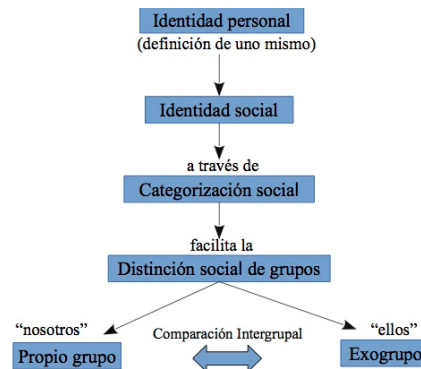 Identidad personal
(definición de uno mismo)
Identidad social
a través de
Categorización social
facilita la
Distinción social de grupos
“nosotros”
Comparación Intergrupal
“ellos”
Propio grupo
Exogrupo